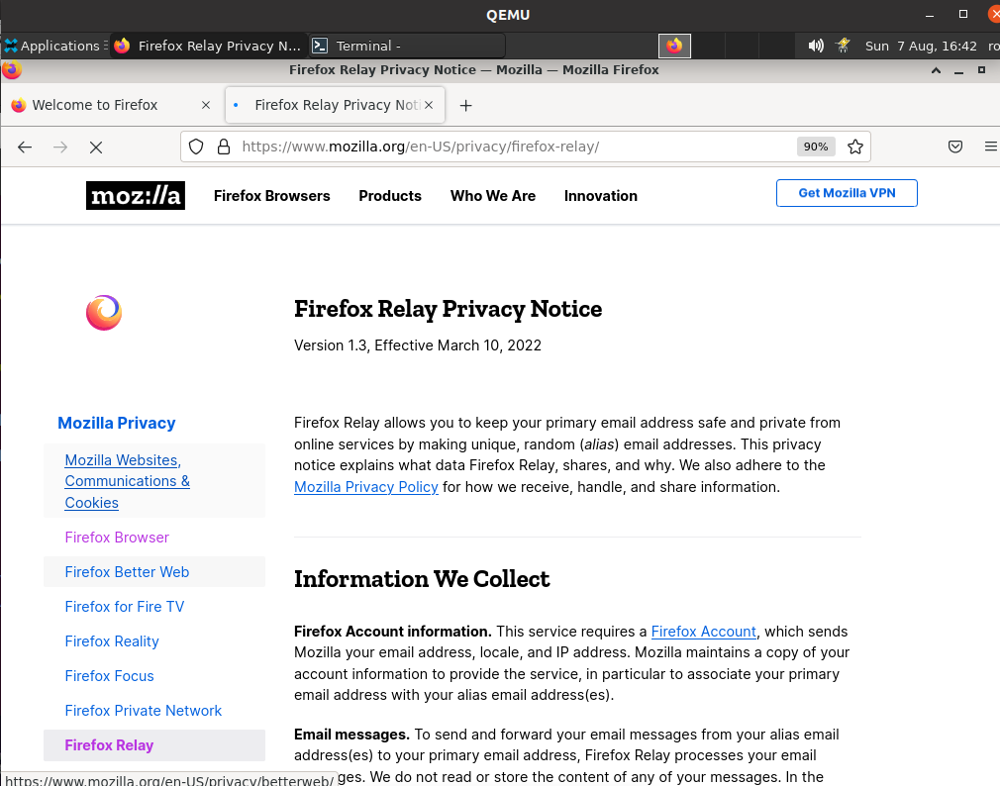 QEMU
Applications
Firefox Relay Privacy N...
Terminal -
Sun 7 Aug, 16:42 ro
Firefox Relay Privacy Notice — Mozilla — Mozilla Firefox
Welcome to Firefox
Firefox Relay Privacy Noti
https://www.mozilla.org/en-US/privacy/firefox-relay/
90%
moz://a
Firefox Browsers
Products
Who We Are
Innovation
Get Mozilla VPN
Firefox Relay Privacy Notice
Version 1.3, Effective March 10, 2022
Mozilla Privacy
Mozilla Websites,
Communications &
Cookies
Firefox Browser
Firefox Better Web
Firefox for Fire TV
Firefox Reality
Firefox Focus
Firefox Private Network
Firefox Relay
Firefox Relay allows you to keep your primary email address safe and private from
online services by making unique, random (alias) email addresses. This privacy
notice explains what data Firefox Relay, shares, and why. We also adhere to the
Mozilla Privacy Policy for how we receive, handle, and share information.
Information We Collect
Firefox Account information. This service requires a Firefox Account, which sends
Mozilla your email address, locale, and IP address. Mozilla maintains a copy of your
account information to provide the service, in particular to associate your primary
email address with your alias email address(es).
Email messages. To send and forward your email messages from your alias email
address(es) to your primary email address, Firefox Relay processes your email
ges. We do not read or store the content of any of your messages. In the
https://www.mozilla.org/en-US/privacy/betterweb/